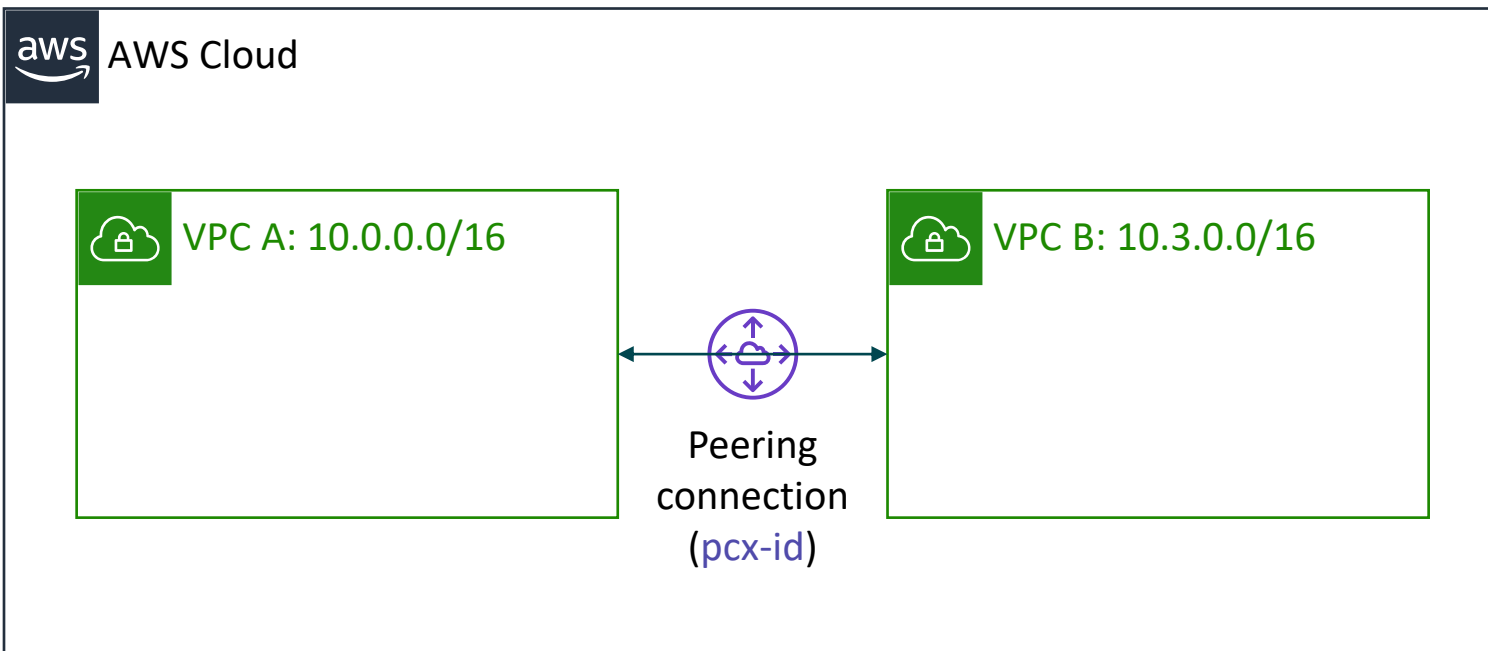 aws
AWS Cloud
VPC A: 10.0.0.0/16
VPC B: 10.3.0.0/16
Peering
connection
(pcx-id)